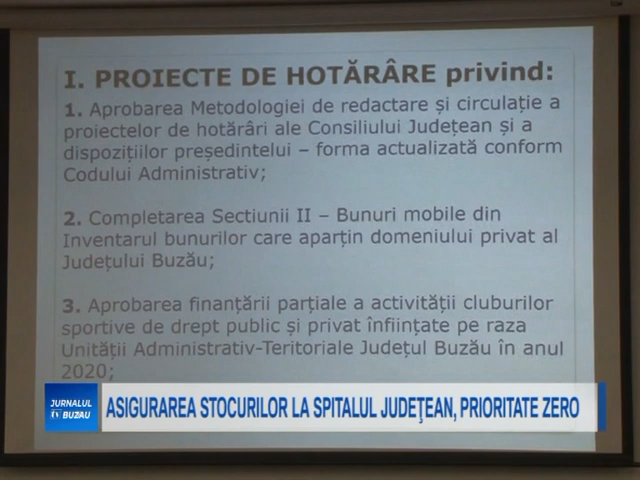 I. PROIECTE DE HOTĂRÂRE privind:
1. Aprobarea Metodologiei de redactare și circulație a
proiectelor de hotărâri ale Consiliului Județean și a
dispozițiilor președintelui – forma actualizată conform
Codului Administrativ;
2. Completarea Sectiunii II – Bunuri mobile din
Inventarul bunurilor care aparțin domeniului privat al
Județului Buzău;
3. Aprobarea finanțării parțiale a activității cluburilor
sportive de drept public și privat înființate pe raza
Unității Administrativ-Teritoriale Județul Buzău în anul
2020;
JURNALUL
TV BUZĂU
ASIGURAREA STOCURILOR LA SPITALUL JUDEŢEAN, PRIORITATE ZERO